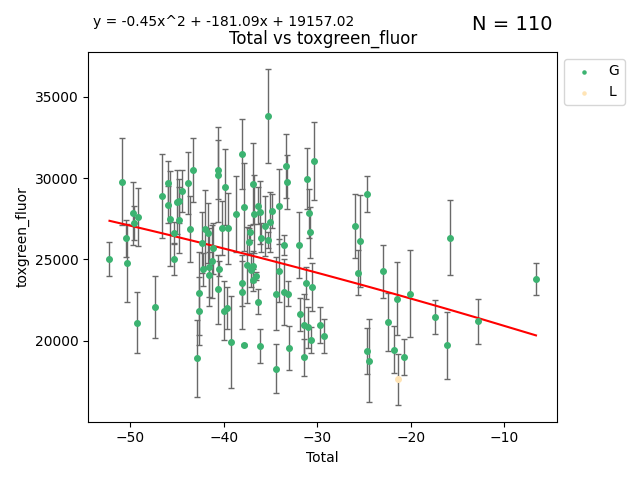 y = -0.45x^2 + -181.09x + 19157.02
N = 110
Total vs toxgreen_fluor
G
L
35000
30000
25000
20000
toxgreen_fluor
−50
−40
−30
−20
−10
Total